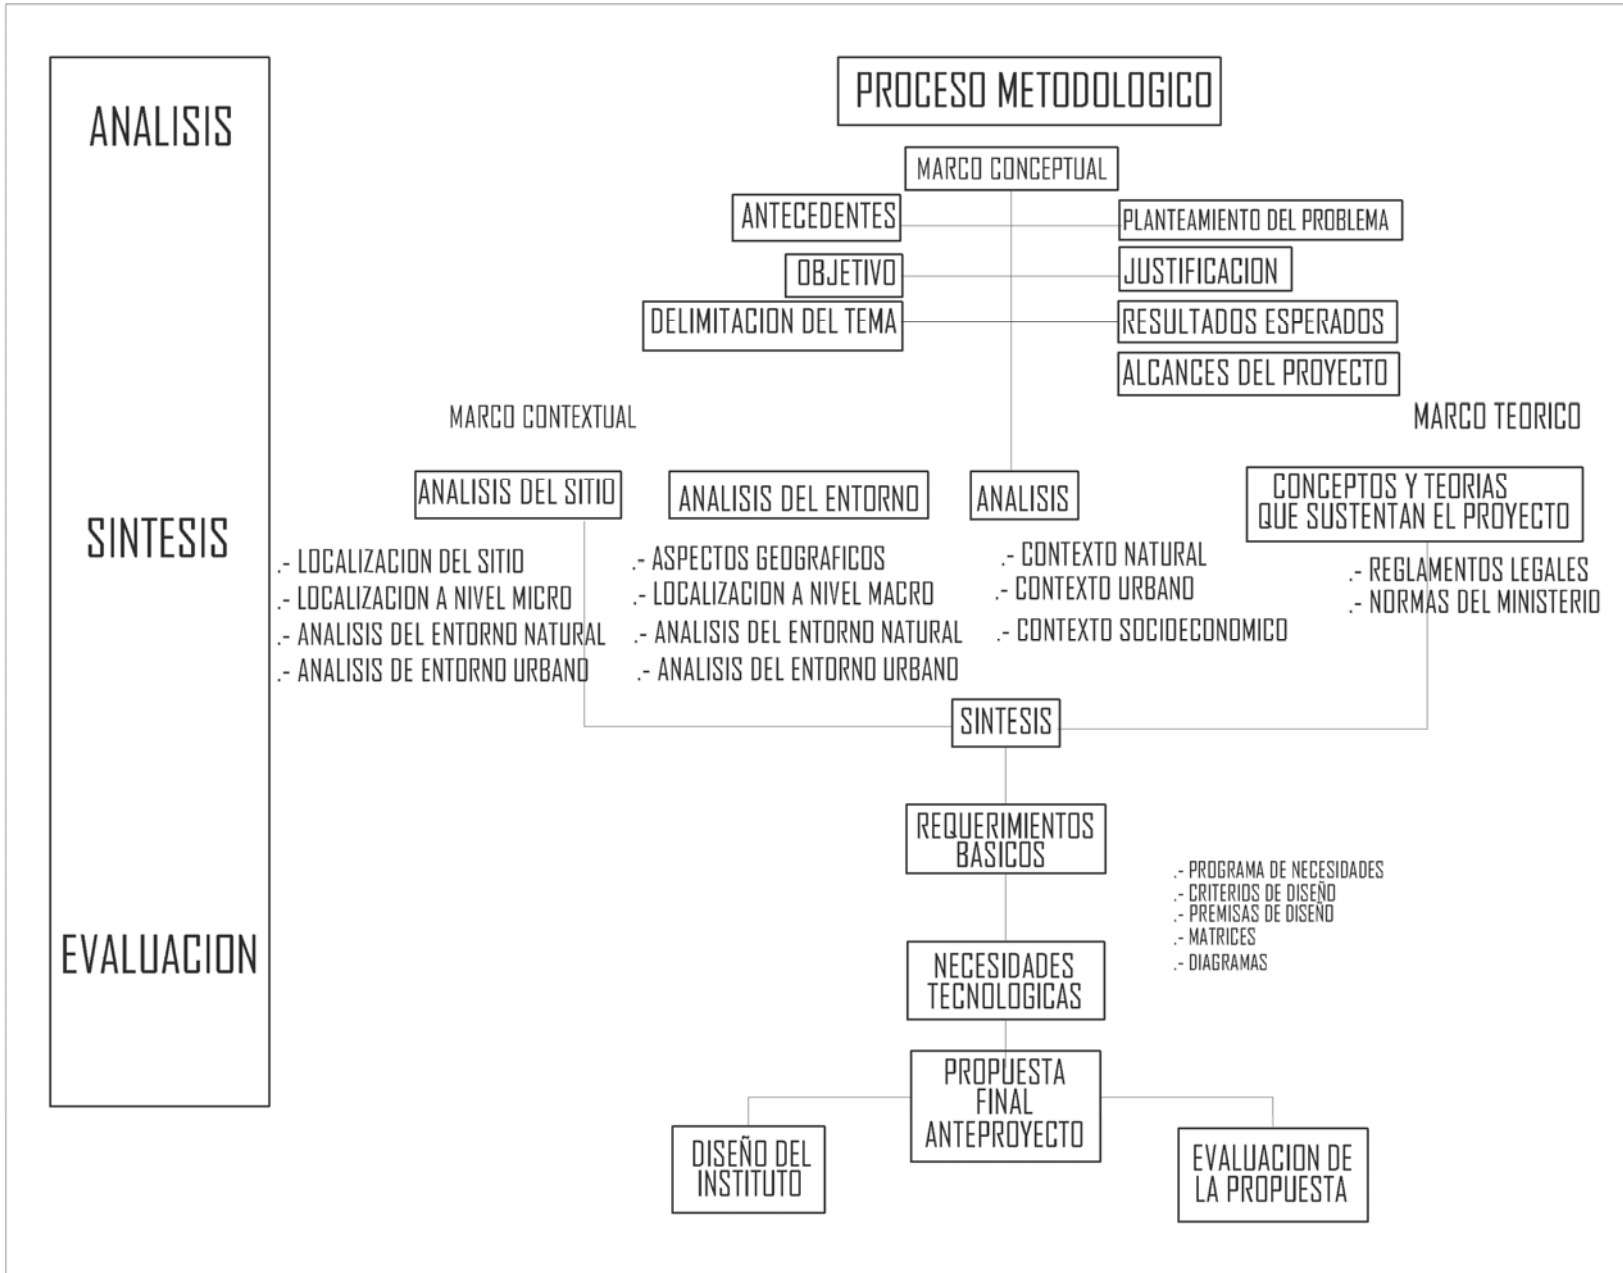 ANALISIS
SINTESIS
EVALUACION
PROCESO METODOLOGICO
MARCO CONCEPTUAL
ANTECEDENTES
PLANTEAMIENTO DEL PROBLEMA
OBJETIVO
JUSTIFICACION
DELIMITACION DEL TEMA
RESULTADOS ESPERADOS
ALCANCES DEL PROYECTO
MARCO CONTEXTUAL
MARCO TEORICO
ANALISIS DEL SITIO
.- LOCALIZACION DEL SITIO
.- LOCALIZACION A NIVEL MICRO
.- ANALISIS DEL ENTORNO NATURAL
.- ANALISIS DE ENTORNO URBANO
ANALISIS DEL ENTORNO
.- ASPECTOS GEOGRAFICOS
.- LOCALIZACION A NIVEL MACRO
.- ANALISIS DEL ENTORNO NATURAL
.- ANALISIS DEL ENTORNO URBANO
ANALISIS
.- CONTEXTO NATURAL
.- CONTEXTO URBANO
.- CONTEXTO SOCIOECONOMICO
CONCEPTOS Y TEORIAS
QUE SUSTENTAN EL PROYECTO
.- REGLAMENTOS LEGALES
.- NORMAS DEL MINISTERIO
SINTESIS
REQUERIMIENTOS
BASICOS
.- PROGRAMA DE NECESIDADES
.- CRITERIOS DE DISEÑO
.- PREMISAS DE DISEÑO
.- MATRICES
.- DIAGRAMAS
NECESIDADES
TECNOLOGICAS
PROPUESTA
FINAL
ANTEPROYECTO
DISEÑO DEL
INSTITUTO
EVALUACION DE
LA PROPUESTA